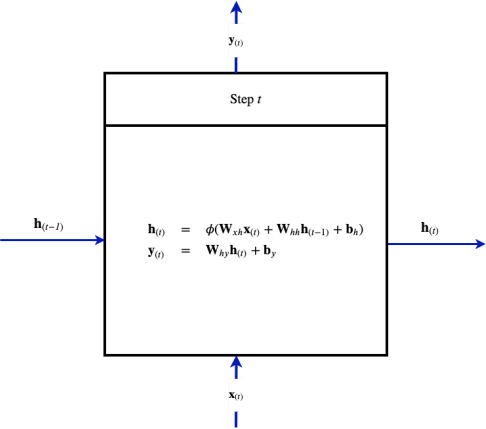 y(t)
Step t
h(t−1)
h(t)
h(t) = ϕ(Wxhx(t) + Whhh(t−1) + bh)
y(t) = Whyh(t) + by
x(t)